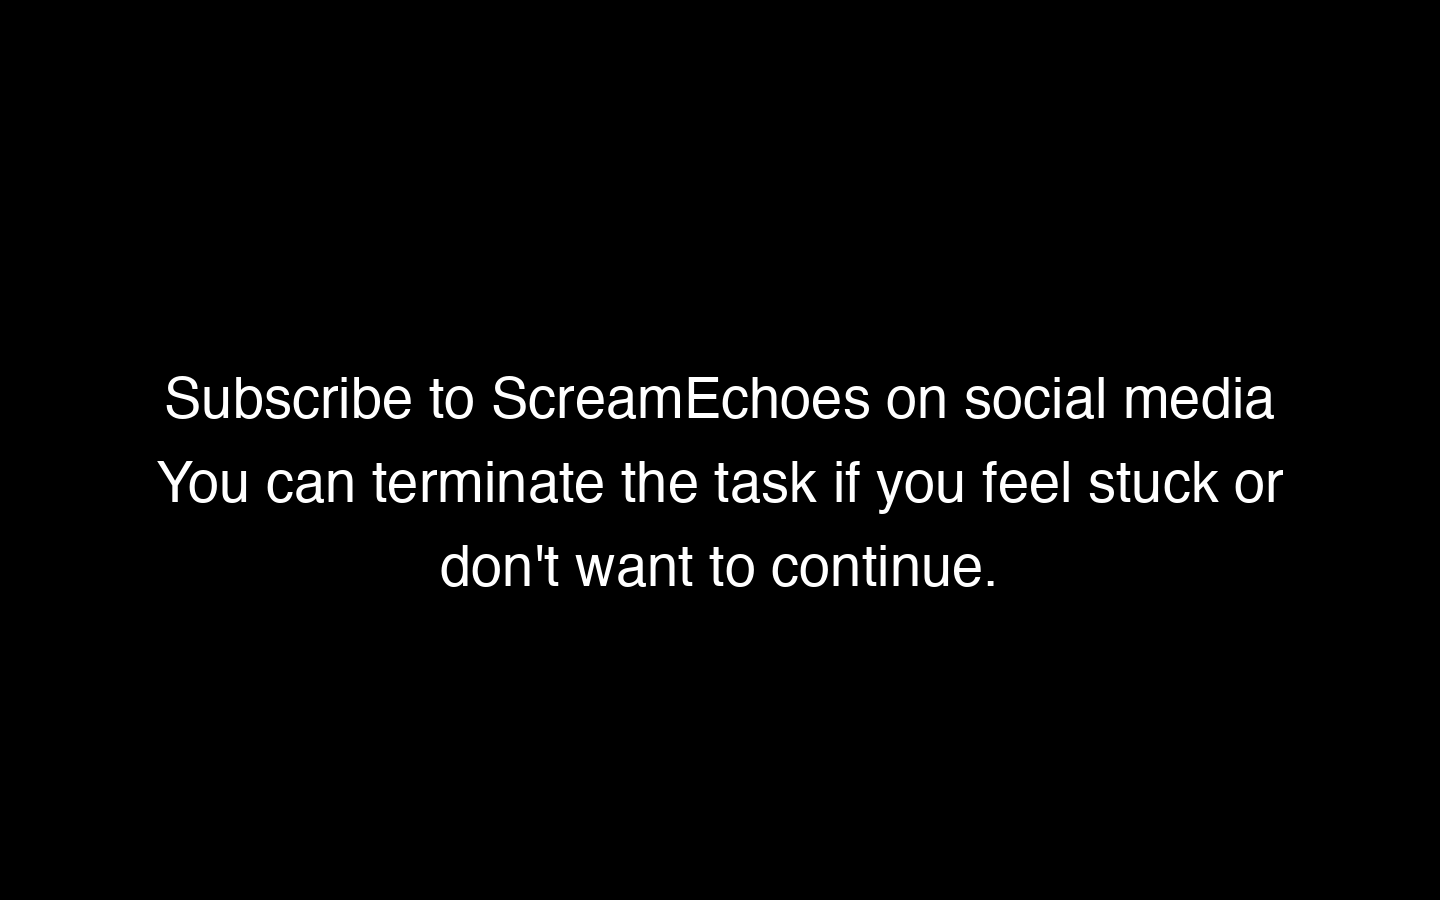 Subscribe to ScreamEchoes on social media
You can terminate the task if you feel stuck or
don't want to continue.